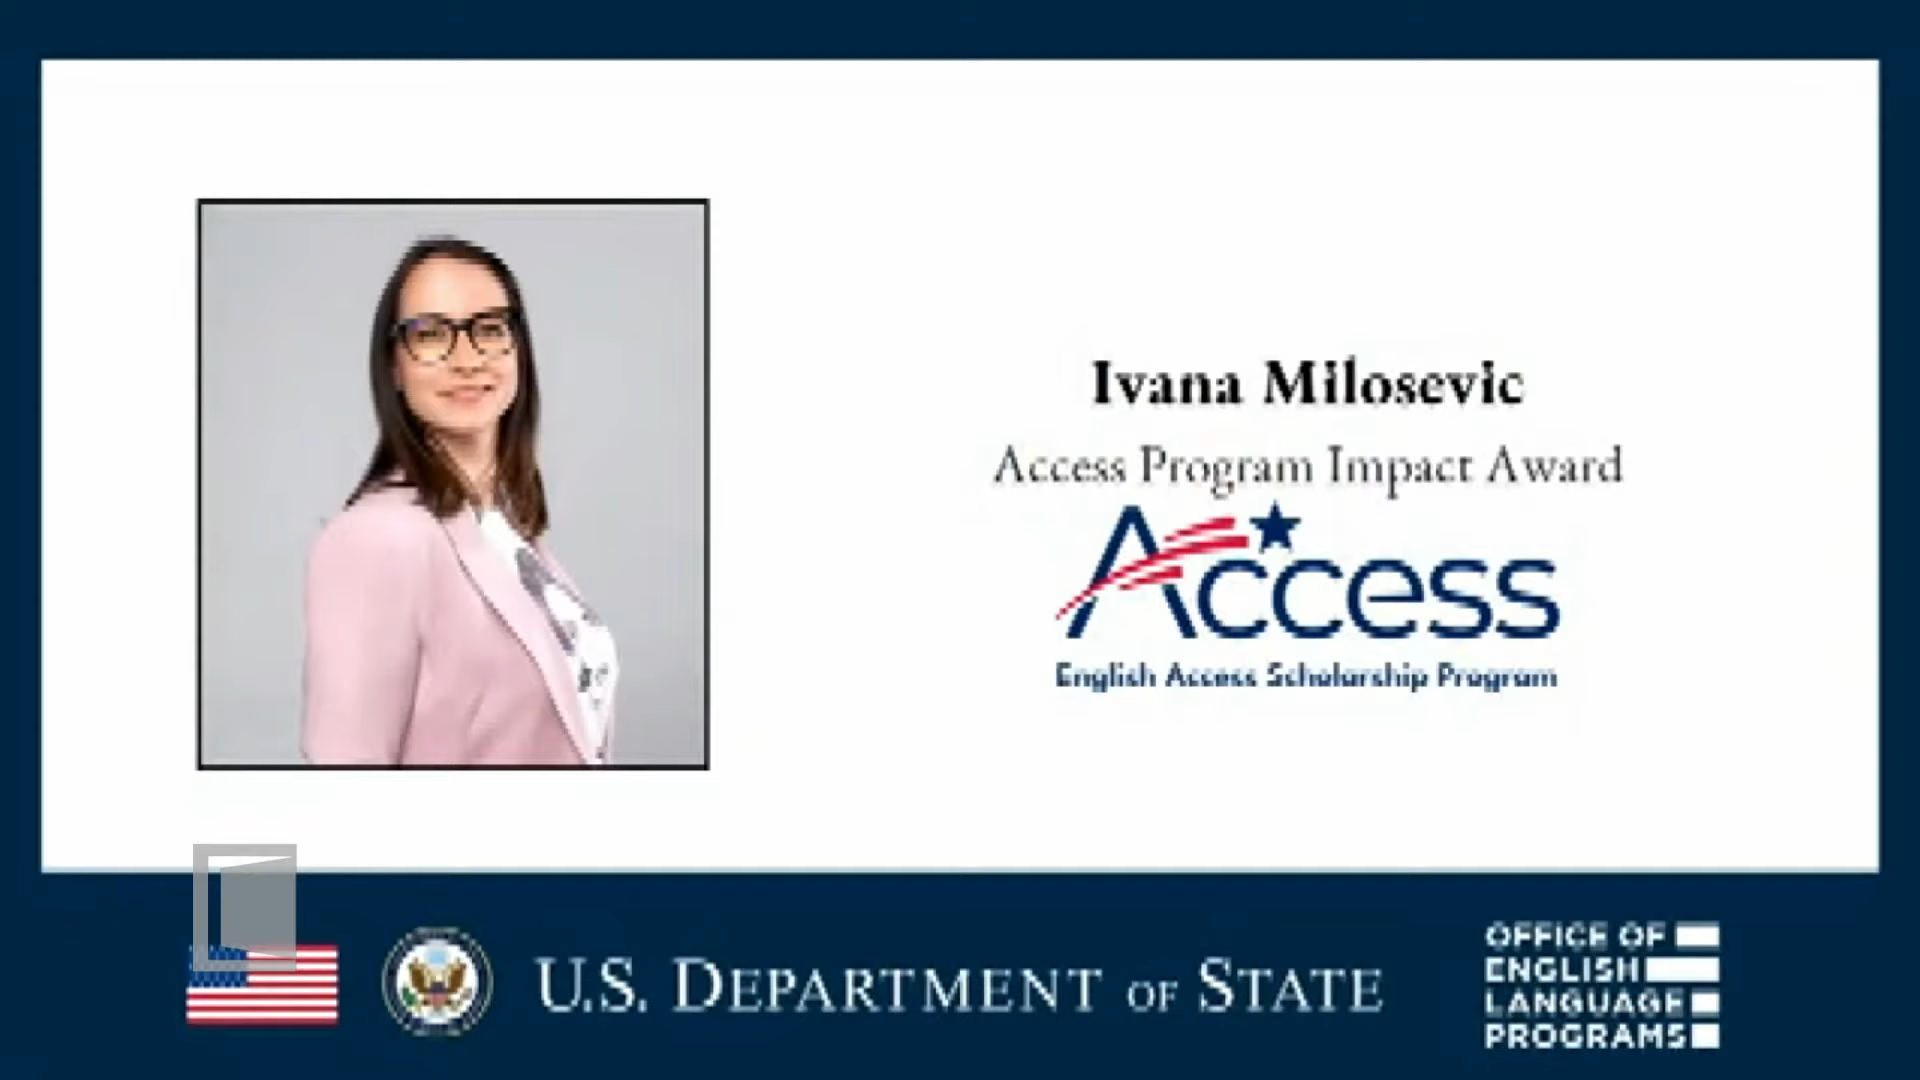 Ivana Milosevic
Access Program Impact Award
Access
English Access Scholarship Program
U.S. DEPARTMENT OF STATE
OFFICE OF
ENGLISH
LANGUAGE
PROGRAMS